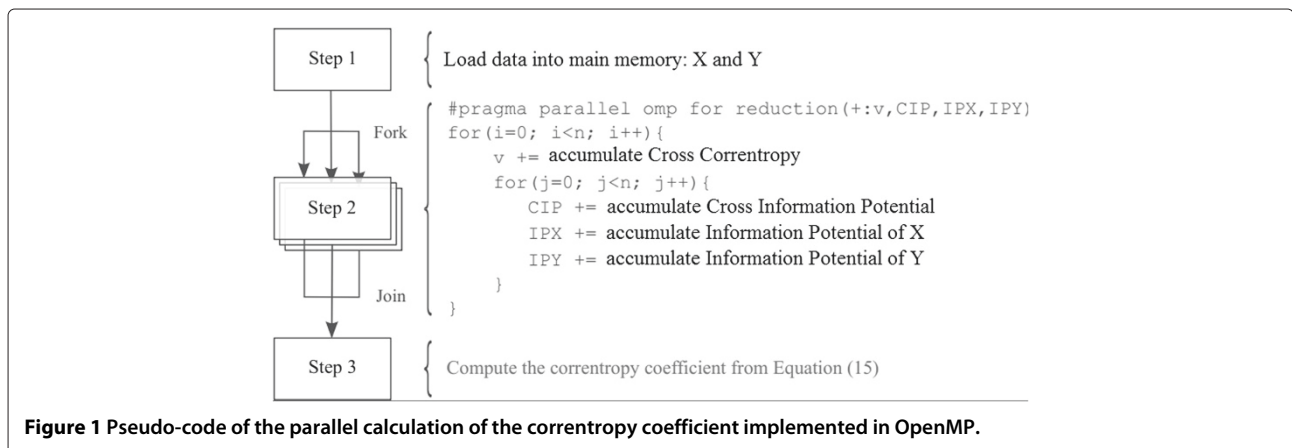 Step 1
Load data into main memory: X and Y
Fork
Step 2
Join
#pragma parallel omp for reduction(+:v,CIP,IPX,IPY)
for(i=0; i<n; i++){
v += accumulate Cross Correntropy
for(j=0; j<n; j++){
CIP += accumulate Cross Information Potential
IPX += accumulate Information Potential of X
IPY += accumulate Information Potential of Y
}
}
Step 3
Compute the correntropy coefficient from Equation (15)
Figure 1 Pseudo-code of the parallel calculation of the correntropy coefficient implemented in OpenMP.